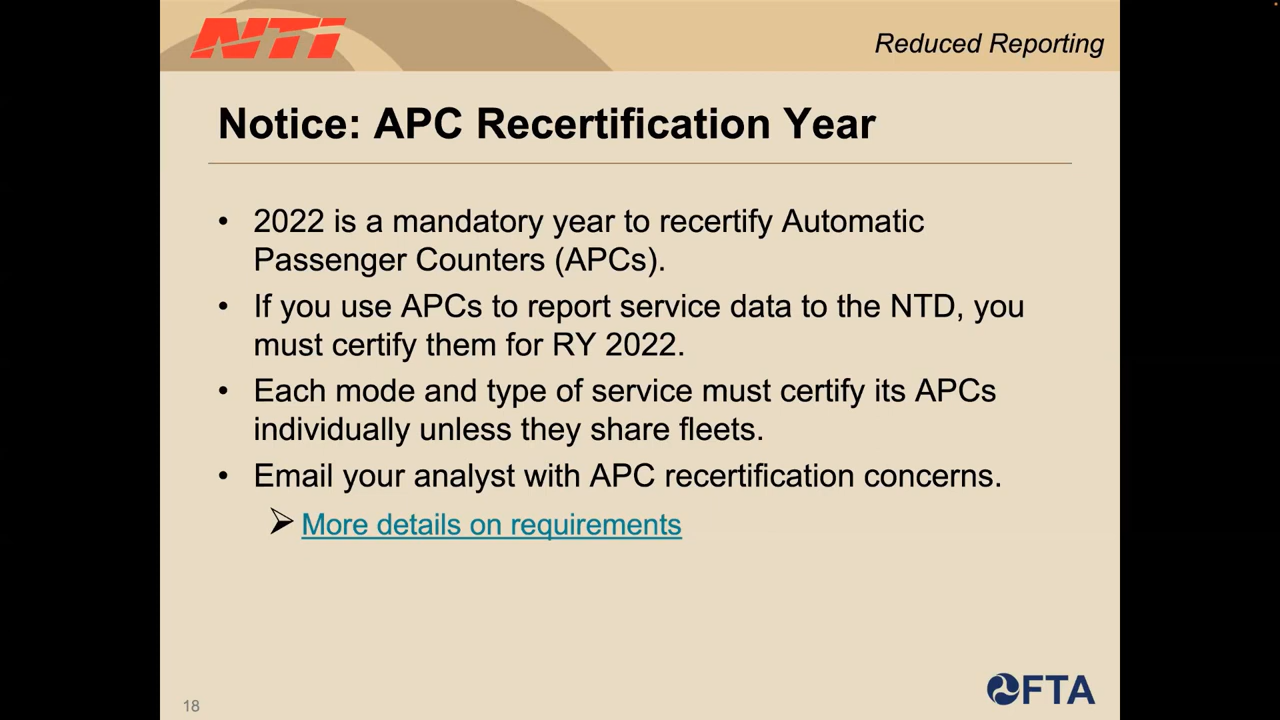 NTI
Reduced Reporting
Notice: APC Recertification Year
• 2022 is a mandatory year to recertify Automatic
Passenger Counters (APCs).
• If you use APCs to report service data to the NTD, you
must certify them for RY 2022.
• Each mode and type of service must certify its APCs
individually unless they share fleets.
• Email your analyst with APC recertification concerns.
➢ More details on requirements
18
FTA